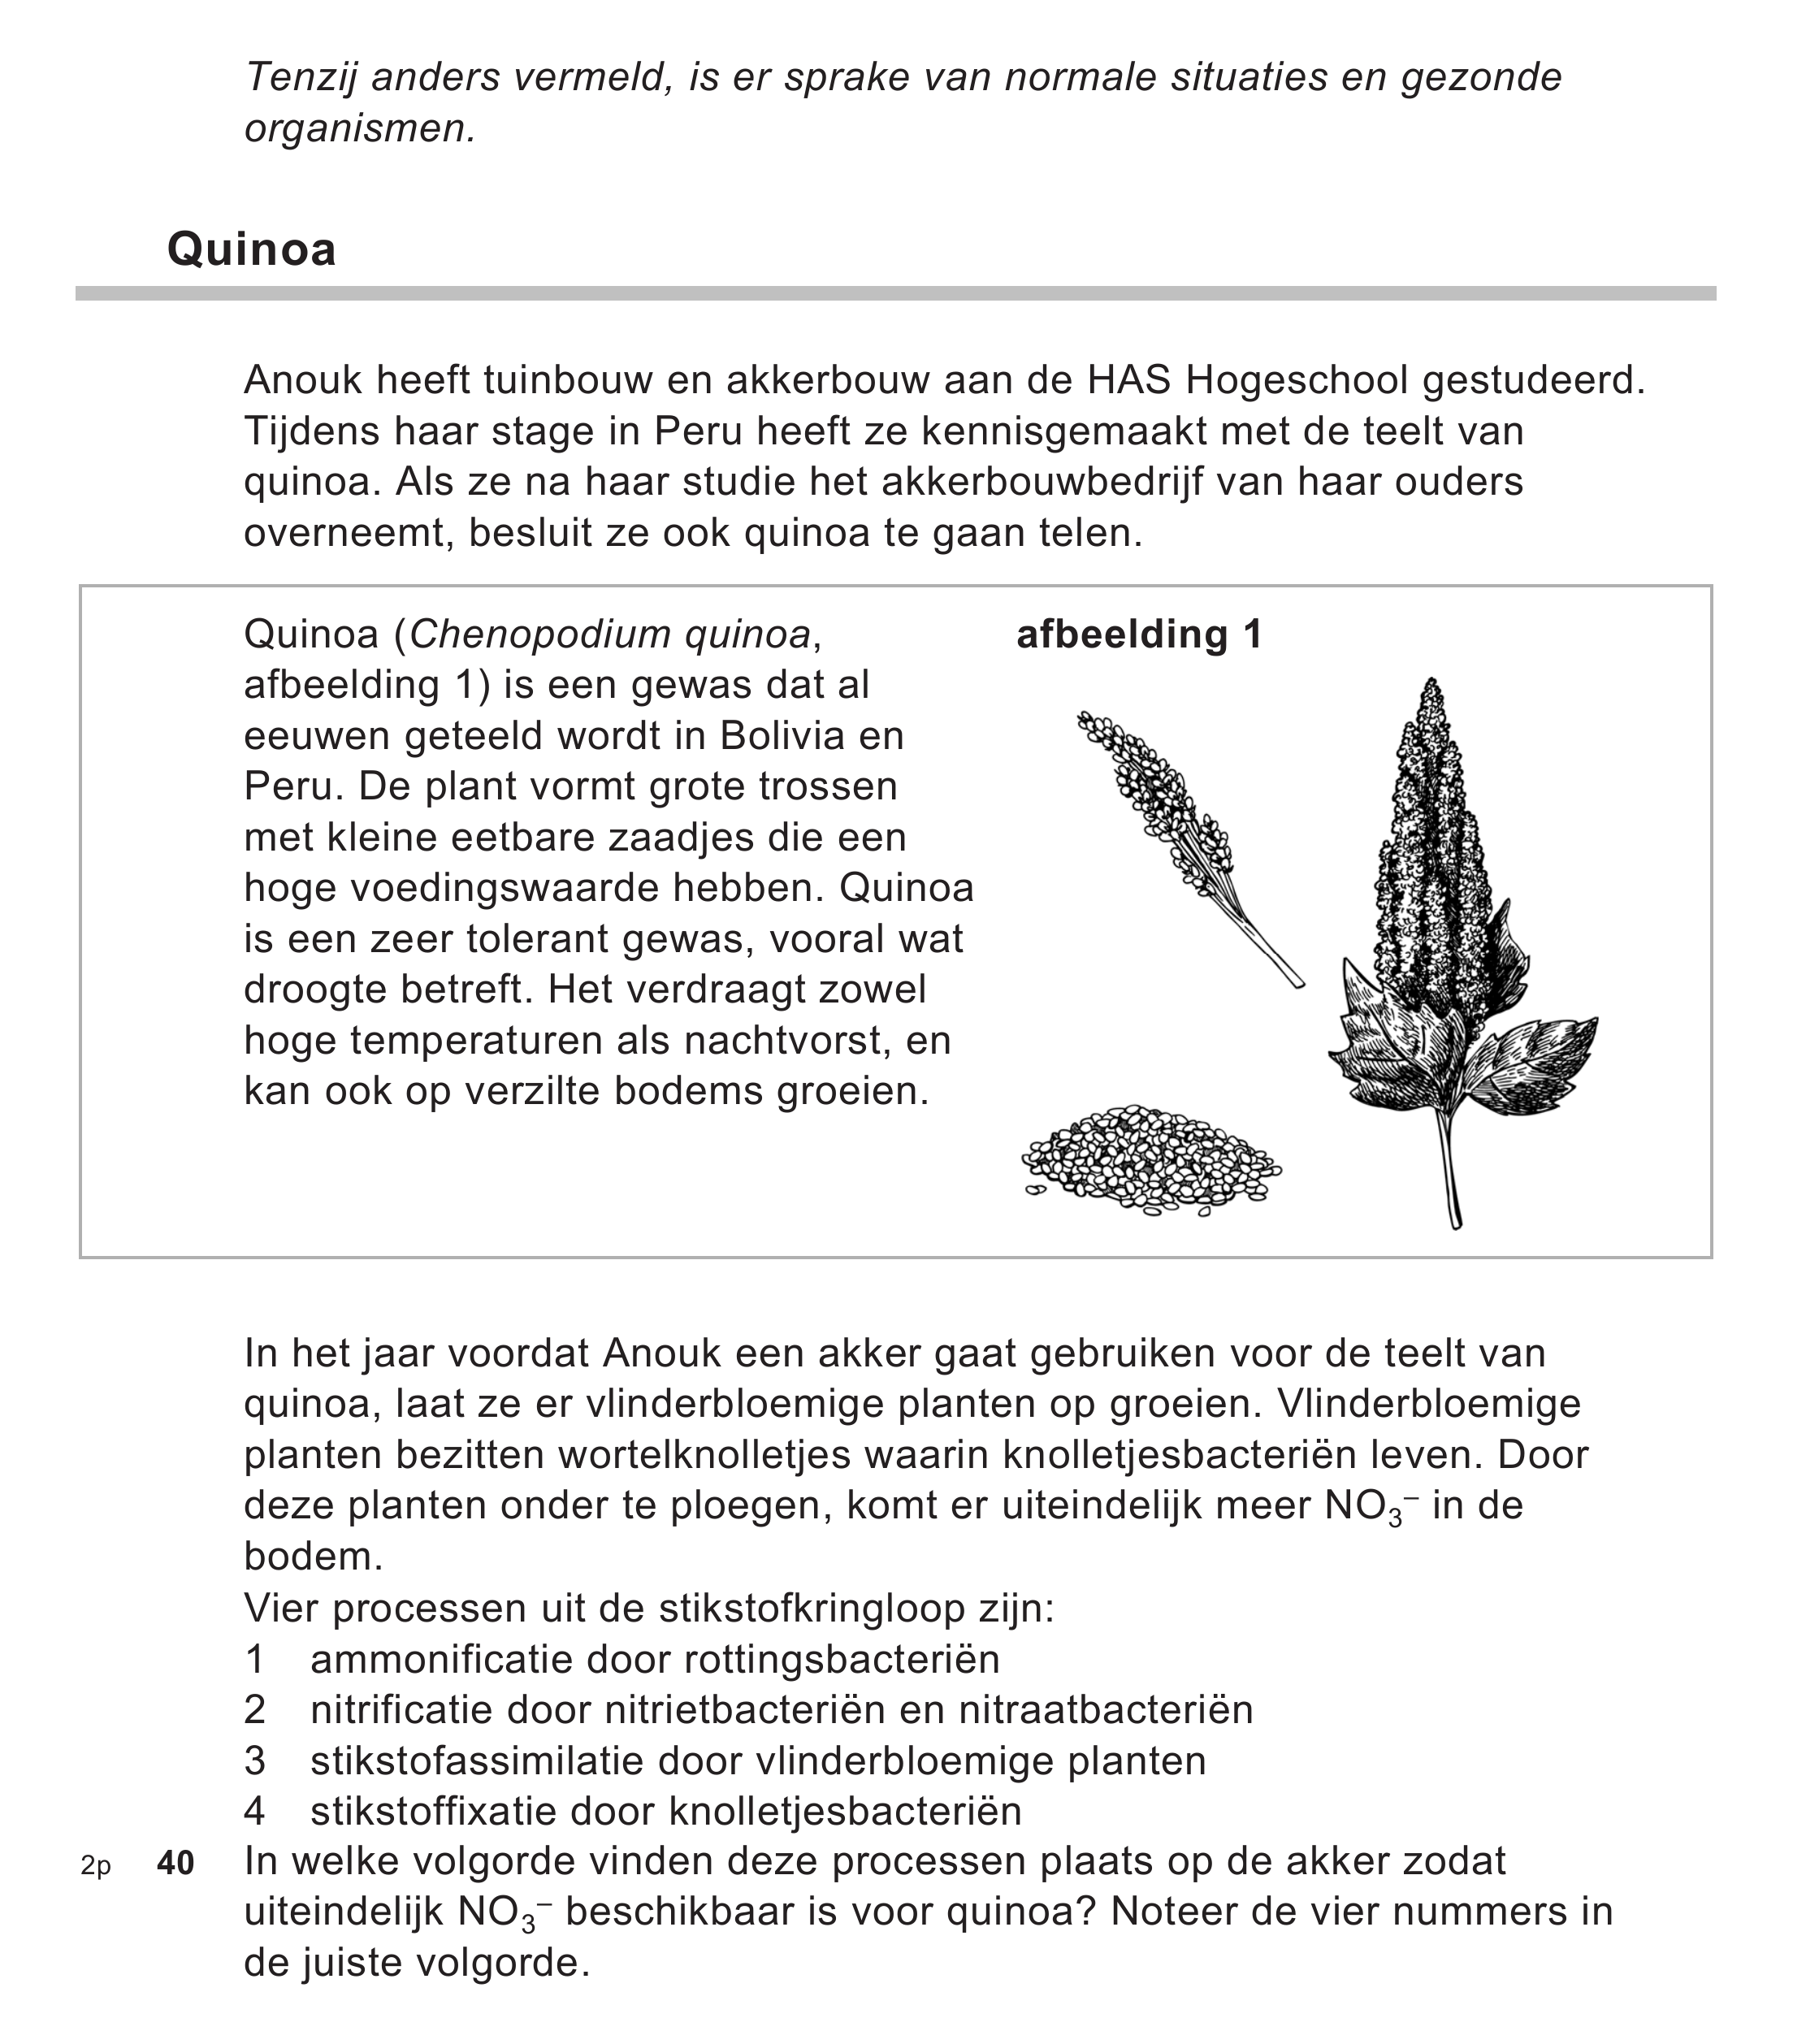 Tenzij anders vermeld, is er sprake van normale situaties en gezonde
organismen.
Quinoa
Anouk heeft tuinbouw en akkerbouw aan de HAS Hogeschool gestudeerd.
Tijdens haar stage in Peru heeft ze kennisgemaakt met de teelt van
quinoa. Als ze na haar studie het akkerbouwbedrijf van haar ouders
overneemt, besluit ze ook quinoa te gaan telen.
Quinoa (Chenopodium quinoa,
afbeelding 1) is een gewas dat al
eeuwen geteeld wordt in Bolivia en
Peru. De plant vormt grote trossen
met kleine eetbare zaadjes die een
hoge voedingswaarde hebben. Quinoa
is een zeer tolerant gewas, vooral wat
droogte betreft. Het verdraagt zowel
hoge temperaturen als nachtvorst, en
kan ook op verzilte bodems groeien.
afbeelding 1
In het jaar voordat Anouk een akker gaat gebruiken voor de teelt van
quinoa, laat ze er vlinderbloemige planten op groeien. Vlinderbloemige
planten bezitten wortelknolletjes waarin knolletjesbacteriën leven. Door
deze planten onder te ploegen, komt er uiteindelijk meer NO₃⁻ in de
bodem.
Vier processen uit de stikstofkringloop zijn:
1 ammonificatie door rottingsbacteriën
2 nitrificatie door nitrietbacteriën en nitraatbacteriën
3 stikstofassimilatie door vlinderbloemige planten
4 stikstoffixatie door knolletjesbacteriën
2p 40 In welke volgorde vinden deze processen plaats op de akker zodat
uiteindelijk NO₃⁻ beschikbaar is voor quinoa? Noteer de vier nummers in
de juiste volgorde.